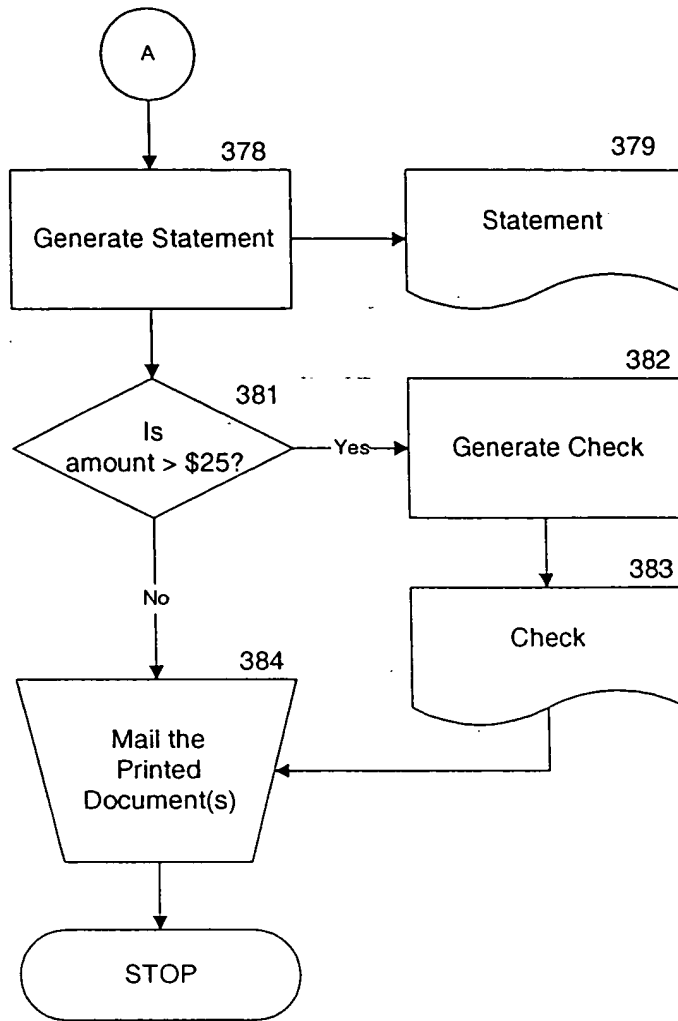 A
378
379
Generate Statement
Statement
381
382
Is
amount > $25?
Yes
Generate Check
No
383
Check
384
Mail the
Printed
Document(s)
STOP